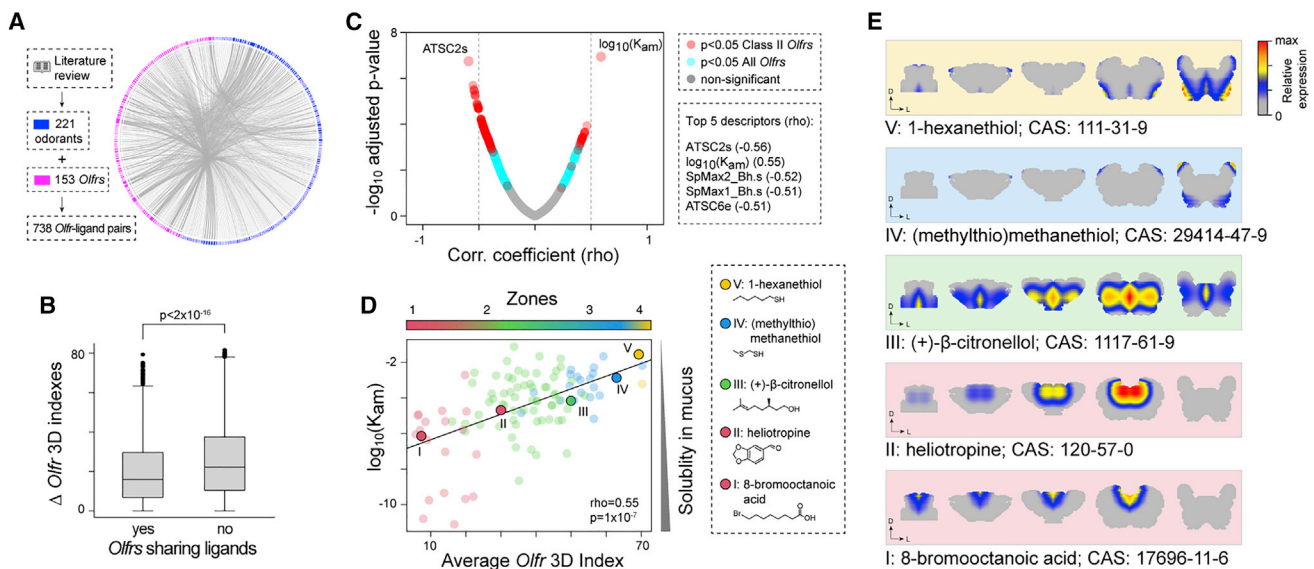 A
Literature
review
221
odorants
+
153 Olfrs
738 Olfr-ligand pairs
B
p<2x10-16
80
0
Δ Olfr 3D indexes
yes
no
Olfrs sharing ligands
C
8
4
0
-log10 adjusted p-value
ATSC2s
log10(Kam)
-1
0
1
Corr. coefficient (rho)
p<0.05 Class II Olfrs
p<0.05 All Olfrs
non-significant
Top 5 descriptors (rho):
ATSC2s (-0.56)
log10(Kam) (0.55)
SpMax2_Bh.s (-0.52)
SpMax1_Bh.s (-0.51)
ATSC6e (-0.51)
D
Zones
1 2 3 4
-2
-10
log10(Kam)
I
II
III
IV
V
rho=0.55
p=1x10-7
10
70
Average Olfr 3D Index
Solublity in mucus
V: 1-hexanethiol
SH
IV: (methylthio)
methanethiol
S SH
III: (+)-β-citronellol
OH
II: heliotropine
O O O
I: 8-bromooctanoic
acid
Br O OH
E
max
0
Relative
expression
D
L
V: 1-hexanethiol; CAS: 111-31-9
D
L
IV: (methylthio)methanethiol; CAS: 29414-47-9
D
L
III: (+)-β-citronellol; CAS: 1117-61-9
D
L
II: heliotropine; CAS: 120-57-0
D
L
I: 8-bromooctanoic acid; CAS: 17696-11-6